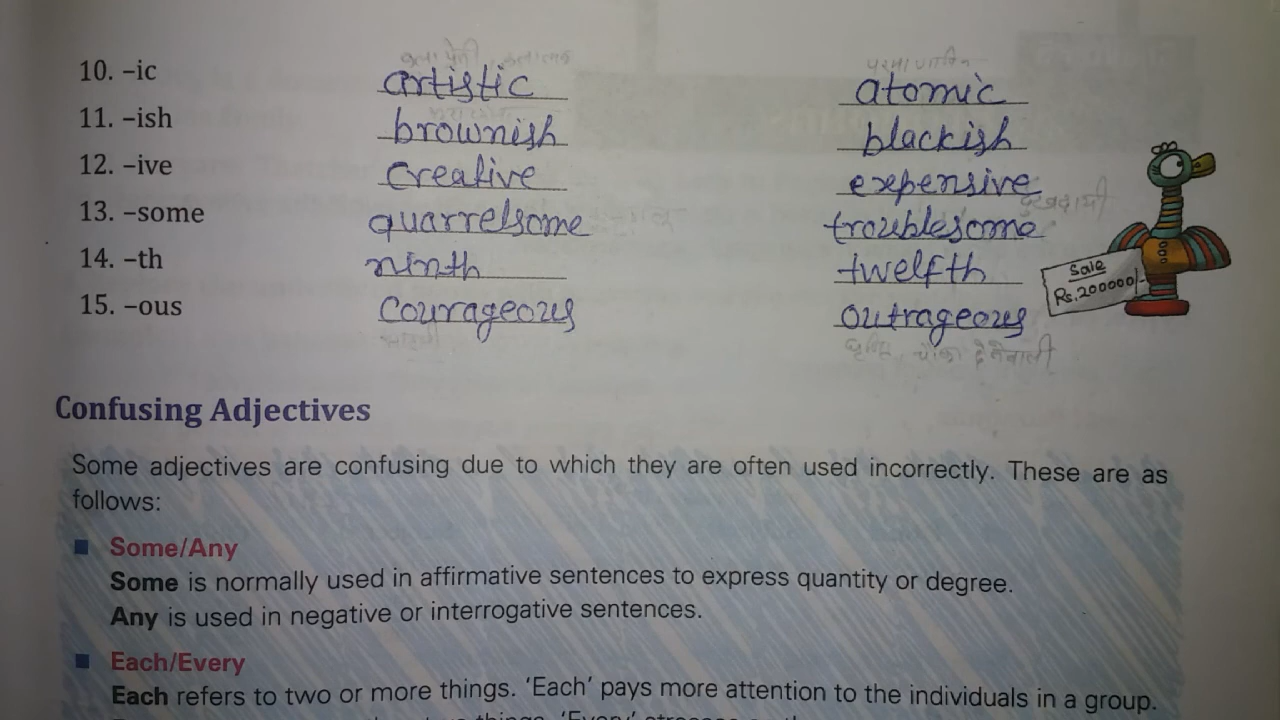 10. –ic artistic atomic
11. –ish brownish blackish
12. –ive Creative expensive
13. –some quarrelsome troublesome
दुखदायी
14. –th ninth twelfth
Sale
Rs.200000/-
15. –ous Courageous outrageous
चौंका देनेवाली
Confusing Adjectives
Some adjectives are confusing due to which they are often used incorrectly. These are as
follows:
Some/Any
Some is normally used in affirmative sentences to express quantity or degree.
Any is used in negative or interrogative sentences.
Each/Every
Each refers to two or more things. 'Each' pays more attention to the individuals in a group.